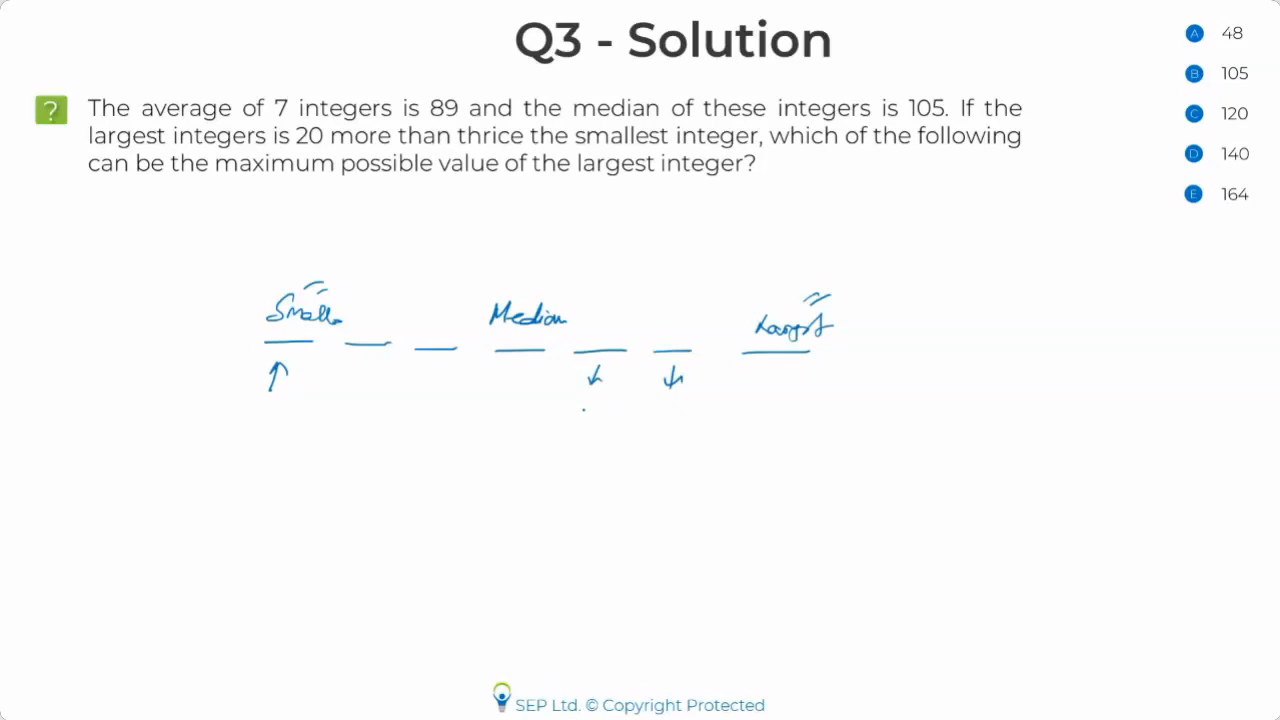 Q3 - Solution
A 48
B 105
C 120
D 140
E 164
? The average of 7 integers is 89 and the median of these integers is 105. If the
largest integers is 20 more than thrice the smallest integer, which of the following
can be the maximum possible value of the largest integer?
Median
Largest
SEP Ltd. © Copyright Protected